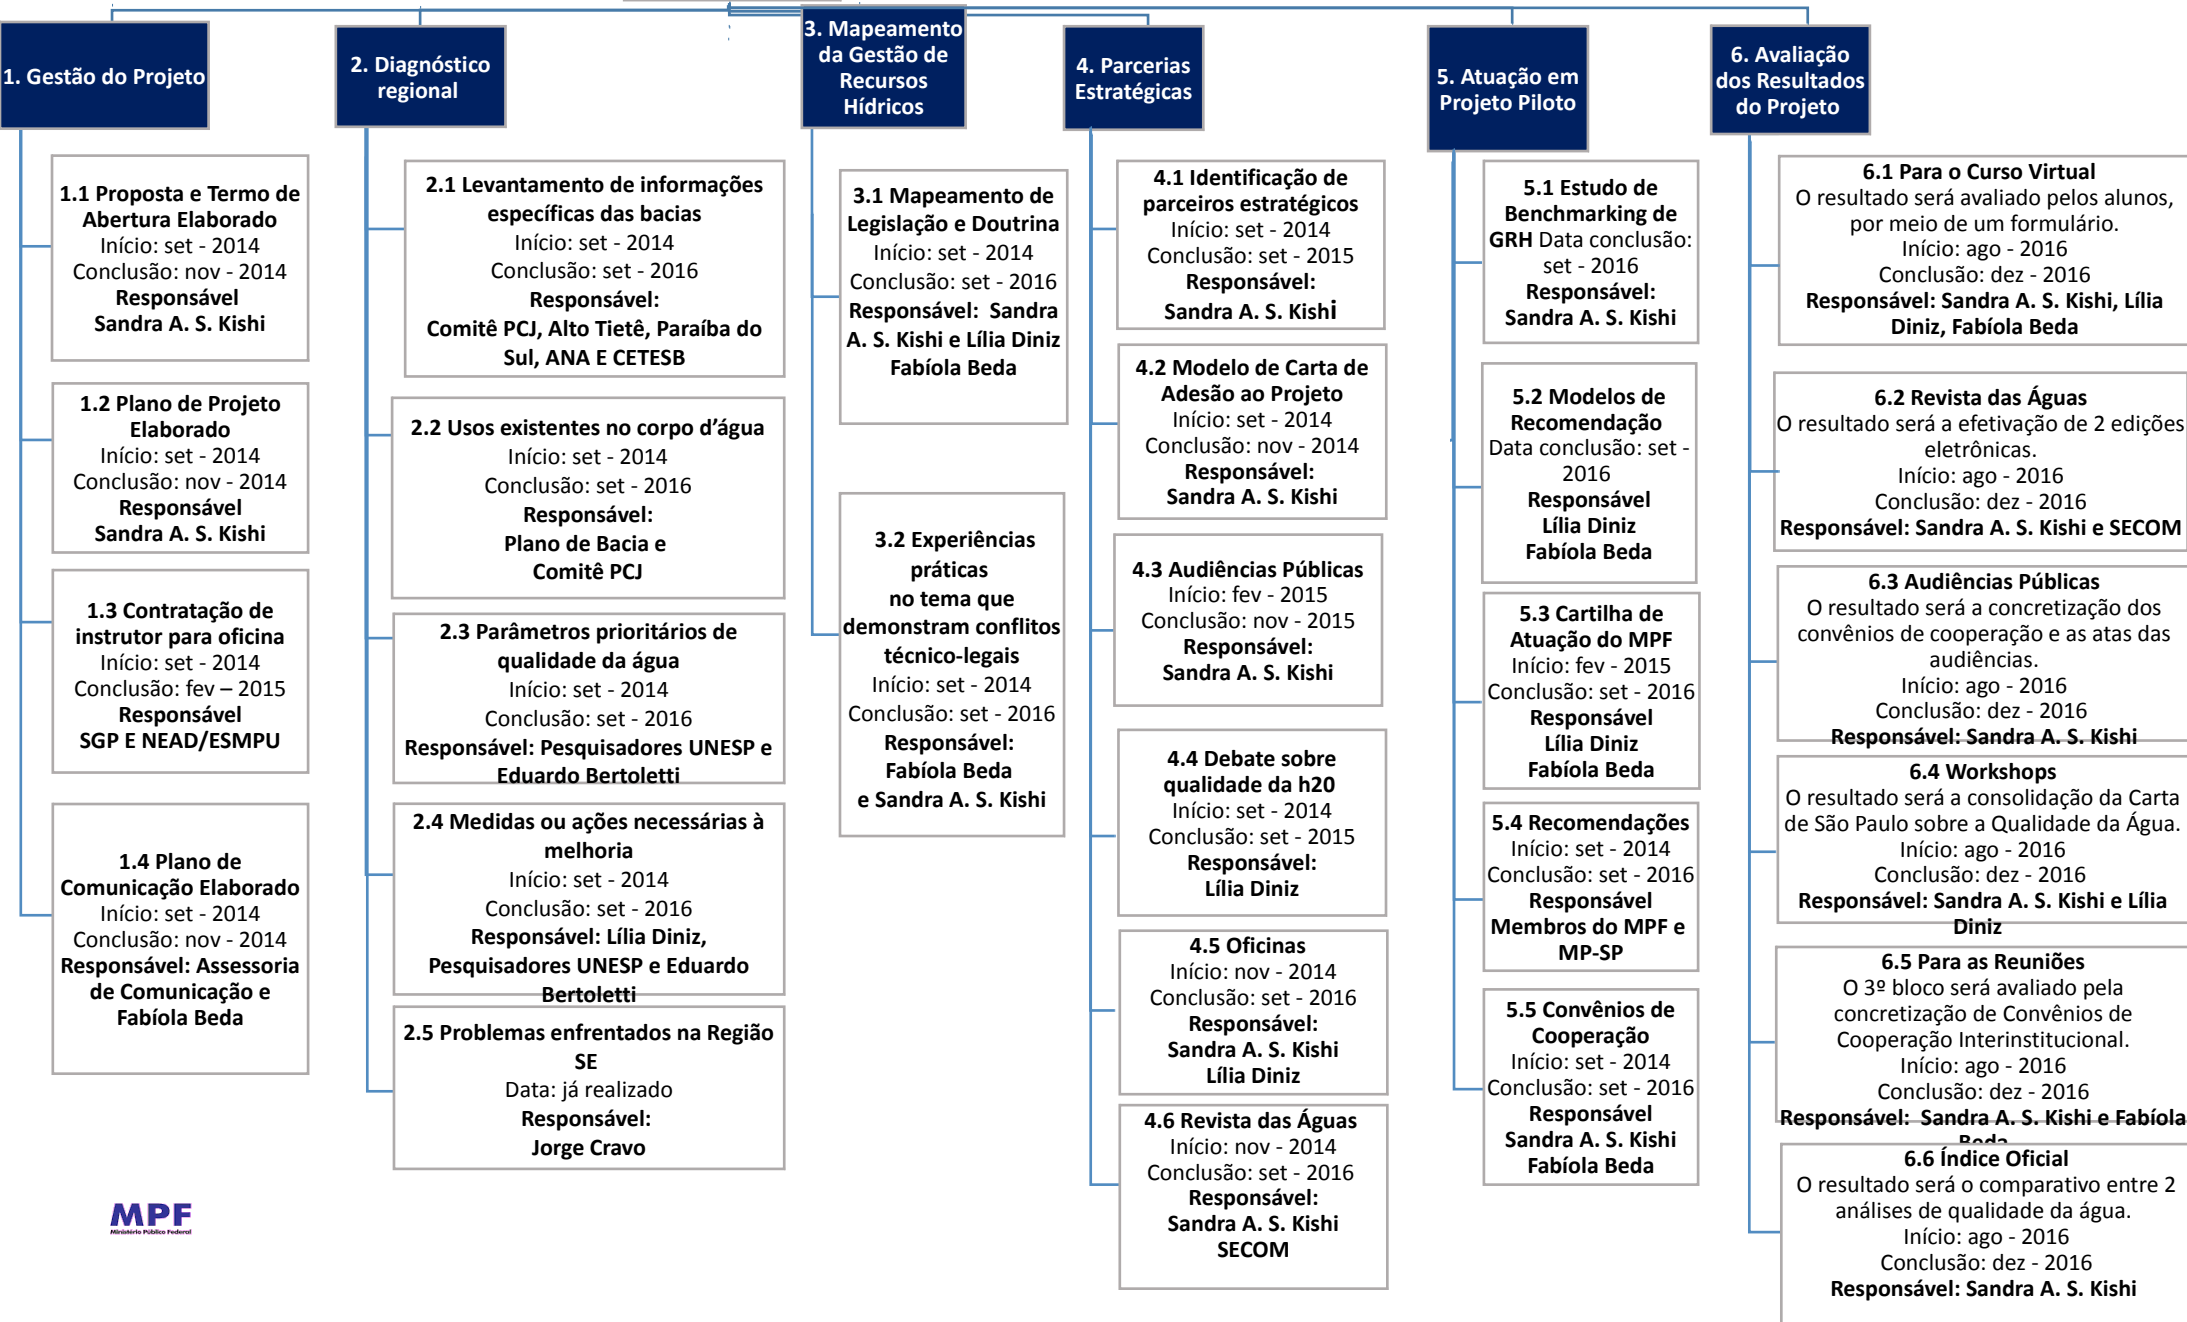 1. Gestão do Projeto
1.1 Proposta e Termo de
Abertura Elaborado
Início: set - 2014
Conclusão: nov - 2014
Responsável
Sandra A. S. Kishi
1.2 Plano de Projeto
Elaborado
Início: set - 2014
Conclusão: nov - 2014
Responsável
Sandra A. S. Kishi
1.3 Contratação de
instrutor para oficina
Início: set - 2014
Conclusão: fev – 2015
Responsável
SGP E NEAD/ESMPU
1.4 Plano de
Comunicação Elaborado
Início: set - 2014
Conclusão: nov - 2014
Responsável: Assessoria
de Comunicação e
Fabíola Beda
2. Diagnóstico
regional
2.1 Levantamento de informações
específicas das bacias
Início: set - 2014
Conclusão: set - 2016
Responsável:
Comitê PCJ, Alto Tietê, Paraíba do
Sul, ANA E CETESB
2.2 Usos existentes no corpo d’água
Início: set - 2014
Conclusão: set - 2016
Responsável:
Plano de Bacia e
Comitê PCJ
2.3 Parâmetros prioritários de
qualidade da água
Início: set - 2014
Conclusão: set - 2016
Responsável: Pesquisadores UNESP e
Eduardo Bertoletti
2.4 Medidas ou ações necessárias à
melhoria
Início: set - 2014
Conclusão: set - 2016
Responsável: Lília Diniz,
Pesquisadores UNESP e Eduardo
Bertoletti
2.5 Problemas enfrentados na Região
SE
Data: já realizado
Responsável:
Jorge Cravo
3. Mapeamento
da Gestão de
Recursos
Hídricos
3.1 Mapeamento de
Legislação e Doutrina
Início: set - 2014
Conclusão: set - 2016
Responsável: Sandra
A. S. Kishi e Lília Diniz
Fabíola Beda
3.2 Experiências
práticas
no tema que
demonstram conflitos
técnico-legais
Início: set - 2014
Conclusão: set - 2016
Responsável:
Fabíola Beda
e Sandra A. S. Kishi
4. Parcerias
Estratégicas
4.1 Identificação de
parceiros estratégicos
Início: set - 2014
Conclusão: set - 2015
Responsável:
Sandra A. S. Kishi
4.2 Modelo de Carta de
Adesão ao Projeto
Início: set - 2014
Conclusão: nov - 2014
Responsável:
Sandra A. S. Kishi
4.3 Audiências Públicas
Início: fev - 2015
Conclusão: nov - 2015
Responsável:
Sandra A. S. Kishi
4.4 Debate sobre
qualidade da h20
Início: set - 2014
Conclusão: set - 2015
Responsável:
Lília Diniz
4.5 Oficinas
Início: nov - 2014
Conclusão: set - 2016
Responsável:
Sandra A. S. Kishi
Lília Diniz
4.6 Revista das Águas
Início: nov - 2014
Conclusão: set - 2016
Responsável:
Sandra A. S. Kishi
SECOM
5. Atuação em
Projeto Piloto
5.1 Estudo de
Benchmarking de
GRH Data conclusão:
set - 2016
Responsável:
Sandra A. S. Kishi
5.2 Modelos de
Recomendação
Data conclusão: set -
2016
Responsável
Lília Diniz
Fabíola Beda
5.3 Cartilha de
Atuação do MPF
Início: fev - 2015
Conclusão: set - 2016
Responsável
Lília Diniz
Fabíola Beda
5.4 Recomendações
Início: set - 2014
Conclusão: set - 2016
Responsável
Membros do MPF e
MP-SP
5.5 Convênios de
Cooperação
Início: set - 2014
Conclusão: set - 2016
Responsável
Sandra A. S. Kishi
Fabíola Beda
6. Avaliação
dos Resultados
do Projeto
6.1 Para o Curso Virtual
O resultado será avaliado pelos alunos,
por meio de um formulário.
Início: ago - 2016
Conclusão: dez - 2016
Responsável: Sandra A. S. Kishi, Lília
Diniz, Fabíola Beda
6.2 Revista das Águas
O resultado será a efetivação de 2 edições
eletrônicas.
Início: ago - 2016
Conclusão: dez - 2016
Responsável: Sandra A. S. Kishi e SECOM
6.3 Audiências Públicas
O resultado será a concretização dos
convênios de cooperação e as atas das
audiências.
Início: ago - 2016
Conclusão: dez - 2016
Responsável: Sandra A. S. Kishi
6.4 Workshops
O resultado será a consolidação da Carta
de São Paulo sobre a Qualidade da Água.
Início: ago - 2016
Conclusão: dez - 2016
Responsável: Sandra A. S. Kishi e Lília
Diniz
6.5 Para as Reuniões
O 3º bloco será avaliado pela
concretização de Convênios de
Cooperação Interinstitucional.
Início: ago - 2016
Conclusão: dez - 2016
Responsável: Sandra A. S. Kishi e Fabíola
Beda
6.6 Índice Oficial
O resultado será o comparativo entre 2
análises de qualidade da água.
Início: ago - 2016
Conclusão: dez - 2016
Responsável: Sandra A. S. Kishi
MPF
Ministério Público Federal